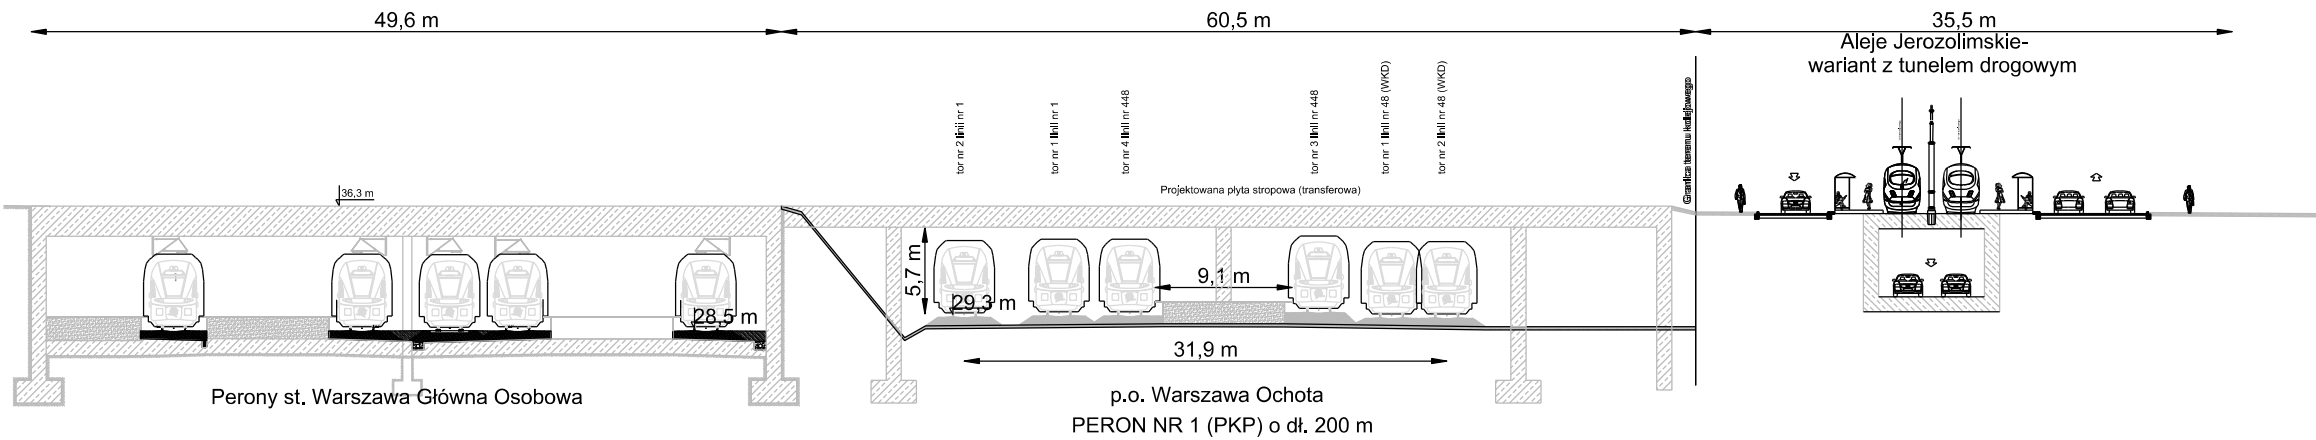 49,6 m
60,5 m
35,5 m
Aleje Jerozolimskie-
wariant z tunelem drogowym
tor nr 2 linii nr 1
tor nr 1 linii nr 1
tor nr 4 linii nr 448
tor nr 3 linii nr 448
tor nr 1 linii nr 48 (WKD)
tor nr 2 linii nr 48 (WKD)
Granica terenu kolejowego
36,3 m
Projektowana płyta stropowa (transferowa)
5,7 m
9,1 m
29,3 m
28,5 m
31,9 m
Perony st. Warszawa Główna Osobowa
p.o. Warszawa Ochota
PERON NR 1 (PKP) o dł. 200 m